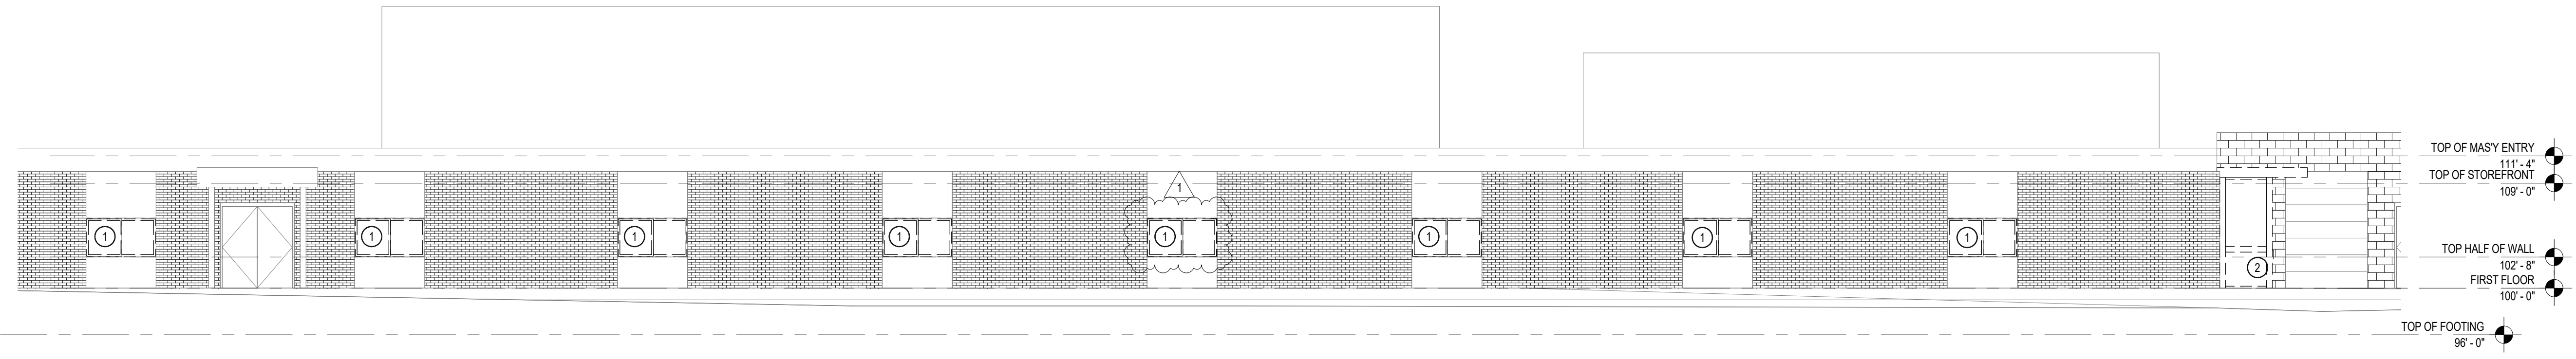 1
TOP OF MAS'Y ENTRY
111' - 4"
TOP OF STOREFRONT
109' - 0"
1 1 1 1 1 1 1 1
TOP HALF OF WALL
102' - 8"
2
FIRST FLOOR
100' - 0"
TOP OF FOOTING
96' - 0"